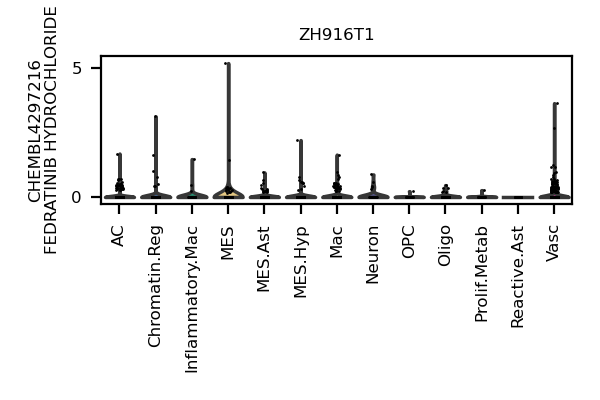 ZH916T1
CHEMBL4297216
FEDRATINIB HYDROCHLORIDE
5
0
AC
Chromatin.Reg
Inflammatory.Mac
MES
MES.Ast
MES.Hyp
Mac
Neuron
OPC
Oligo
Prolif.Metab
Reactive.Ast
Vasc